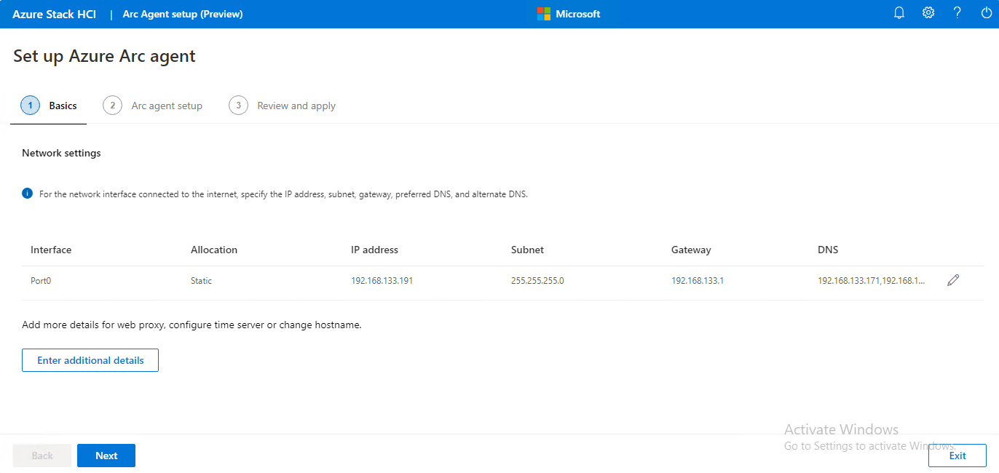 Azure Stack HCI | Arc Agent setup (Preview) Microsoft
Set up Azure Arc agent
1 Basics 2 Arc agent setup 3 Review and apply
Network settings
For the network interface connected to the internet, specify the IP address, subnet, gateway, preferred DNS, and alternate DNS.
Interface Allocation IP address Subnet Gateway DNS
Port0 Static 192.168.133.191 255.255.255.0 192.168.133.1 192.168.133.171,192.168.1...
Add more details for web proxy, configure time server or change hostname.
Enter additional details
Activate Windows
Go to Settings to activate Windows.
Back Next Exit